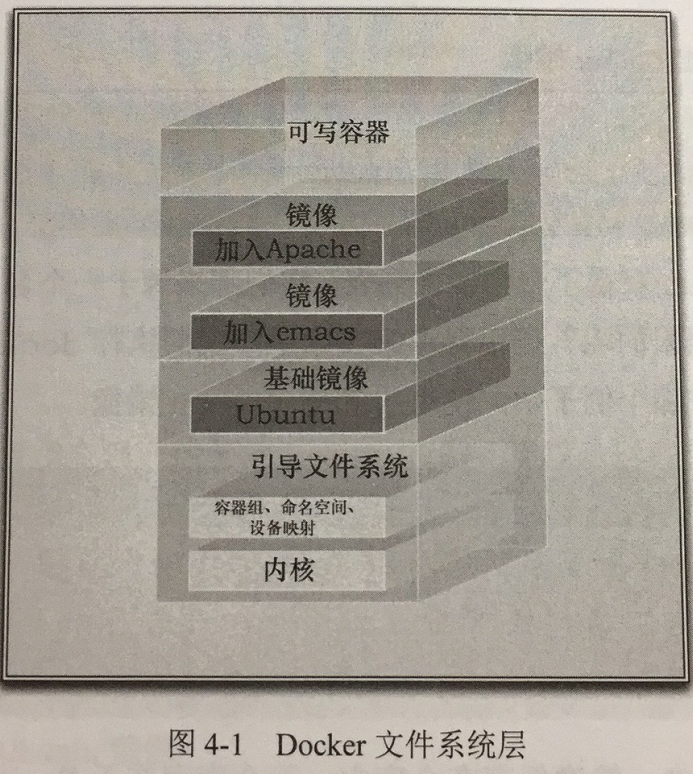 可写容器
镜像
加入Apache
镜像
加入emacs
基础镜像
Ubuntu
引导文件系统
容器组、命名空间、
设备映射
内核
图 4-1 Docker 文件系统层